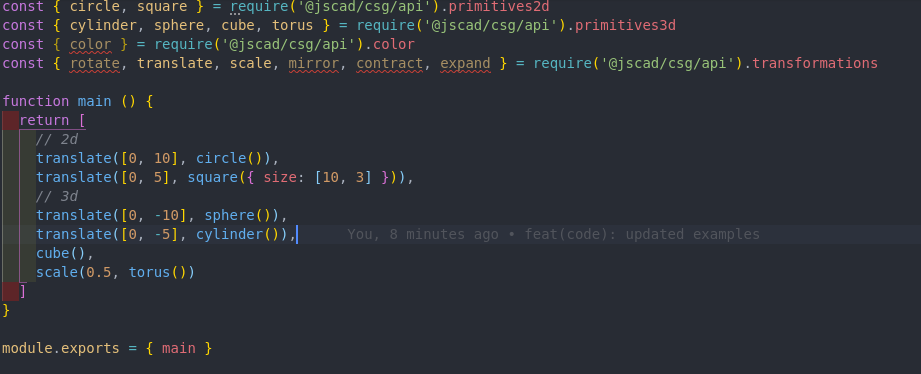 const { circle, square } = require('@jscad/csg/api').primitives2d
const { cylinder, sphere, cube, torus } = require('@jscad/csg/api').primitives3d
const { color } = require('@jscad/csg/api').color
const { rotate, translate, scale, mirror, contract, expand } = require('@jscad/csg/api').transformations
function main () {
return [
// 2d
translate([0, 10], circle()),
translate([0, 5], square({ size: [10, 3] })),
// 3d
translate([0, -10], sphere()),
translate([0, -5], cylinder()), You, 8 minutes ago • feat(code): updated examples
cube(),
scale(0.5, torus())
]
}
module.exports = { main }